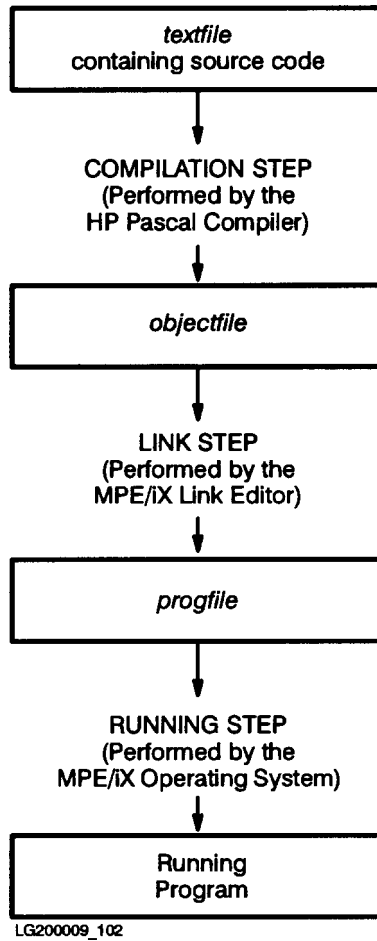 textfile
containing source code
COMPILATION STEP
(Performed by the
HP Pascal Compiler)
objectfile
LINK STEP
(Performed by the
MPE/iX Link Editor)
progfile
RUNNING STEP
(Performed by the
MPE/iX Operating System)
Running
Program
LG200009_102